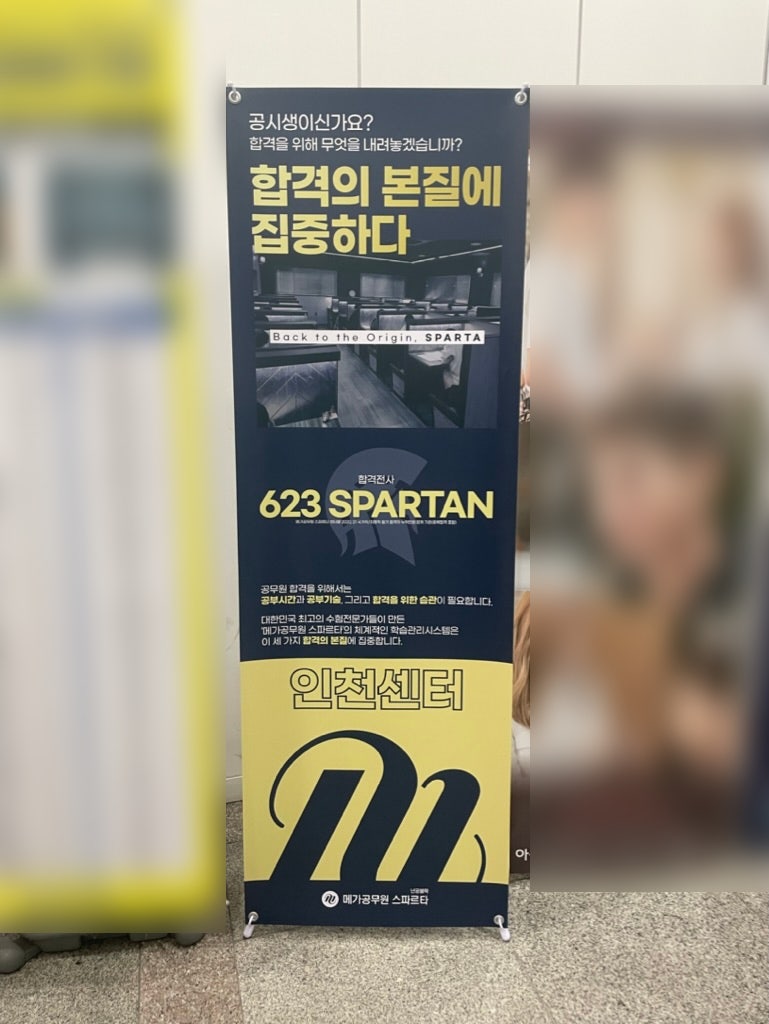 공시생이신가요?
합격을 위해 무엇을 내려놓겠습니까?
합격의 본질에
집중하다
Back to the Origin, SPARTA
합격전사
623 SPARTAN
공무원 합격을 위해서는
공부시간과 공부기술, 그리고 합격을 위한 습관이 필요합니다.
대한민국 최고의 수험전문가들이 만든
'메가공무원 스파르타'의 체계적인 학습관리시스템은
이 세 가지 합격의 본질에 집중합니다.
인천센터
메가공무원 스파르타